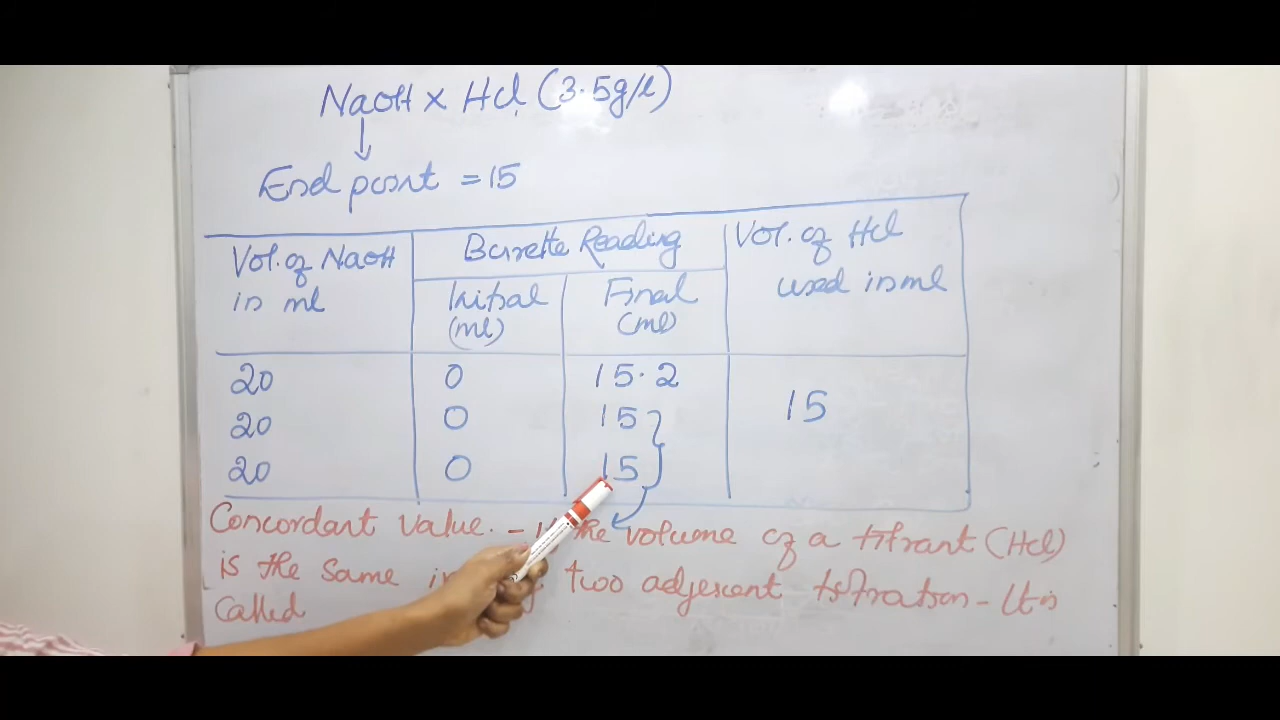 NaOH x HCl (3.5g/l)
End point = 15
Vol. of NaOH in ml
Burette Reading
Vol. of HCl used in ml
Initial (ml)
Final (ml)
20 0 15.2
20 0 15 15
20 0 15
Concordant value. - the volume of a titrant (HCl)
is the same in two adjescent titration - It is
called